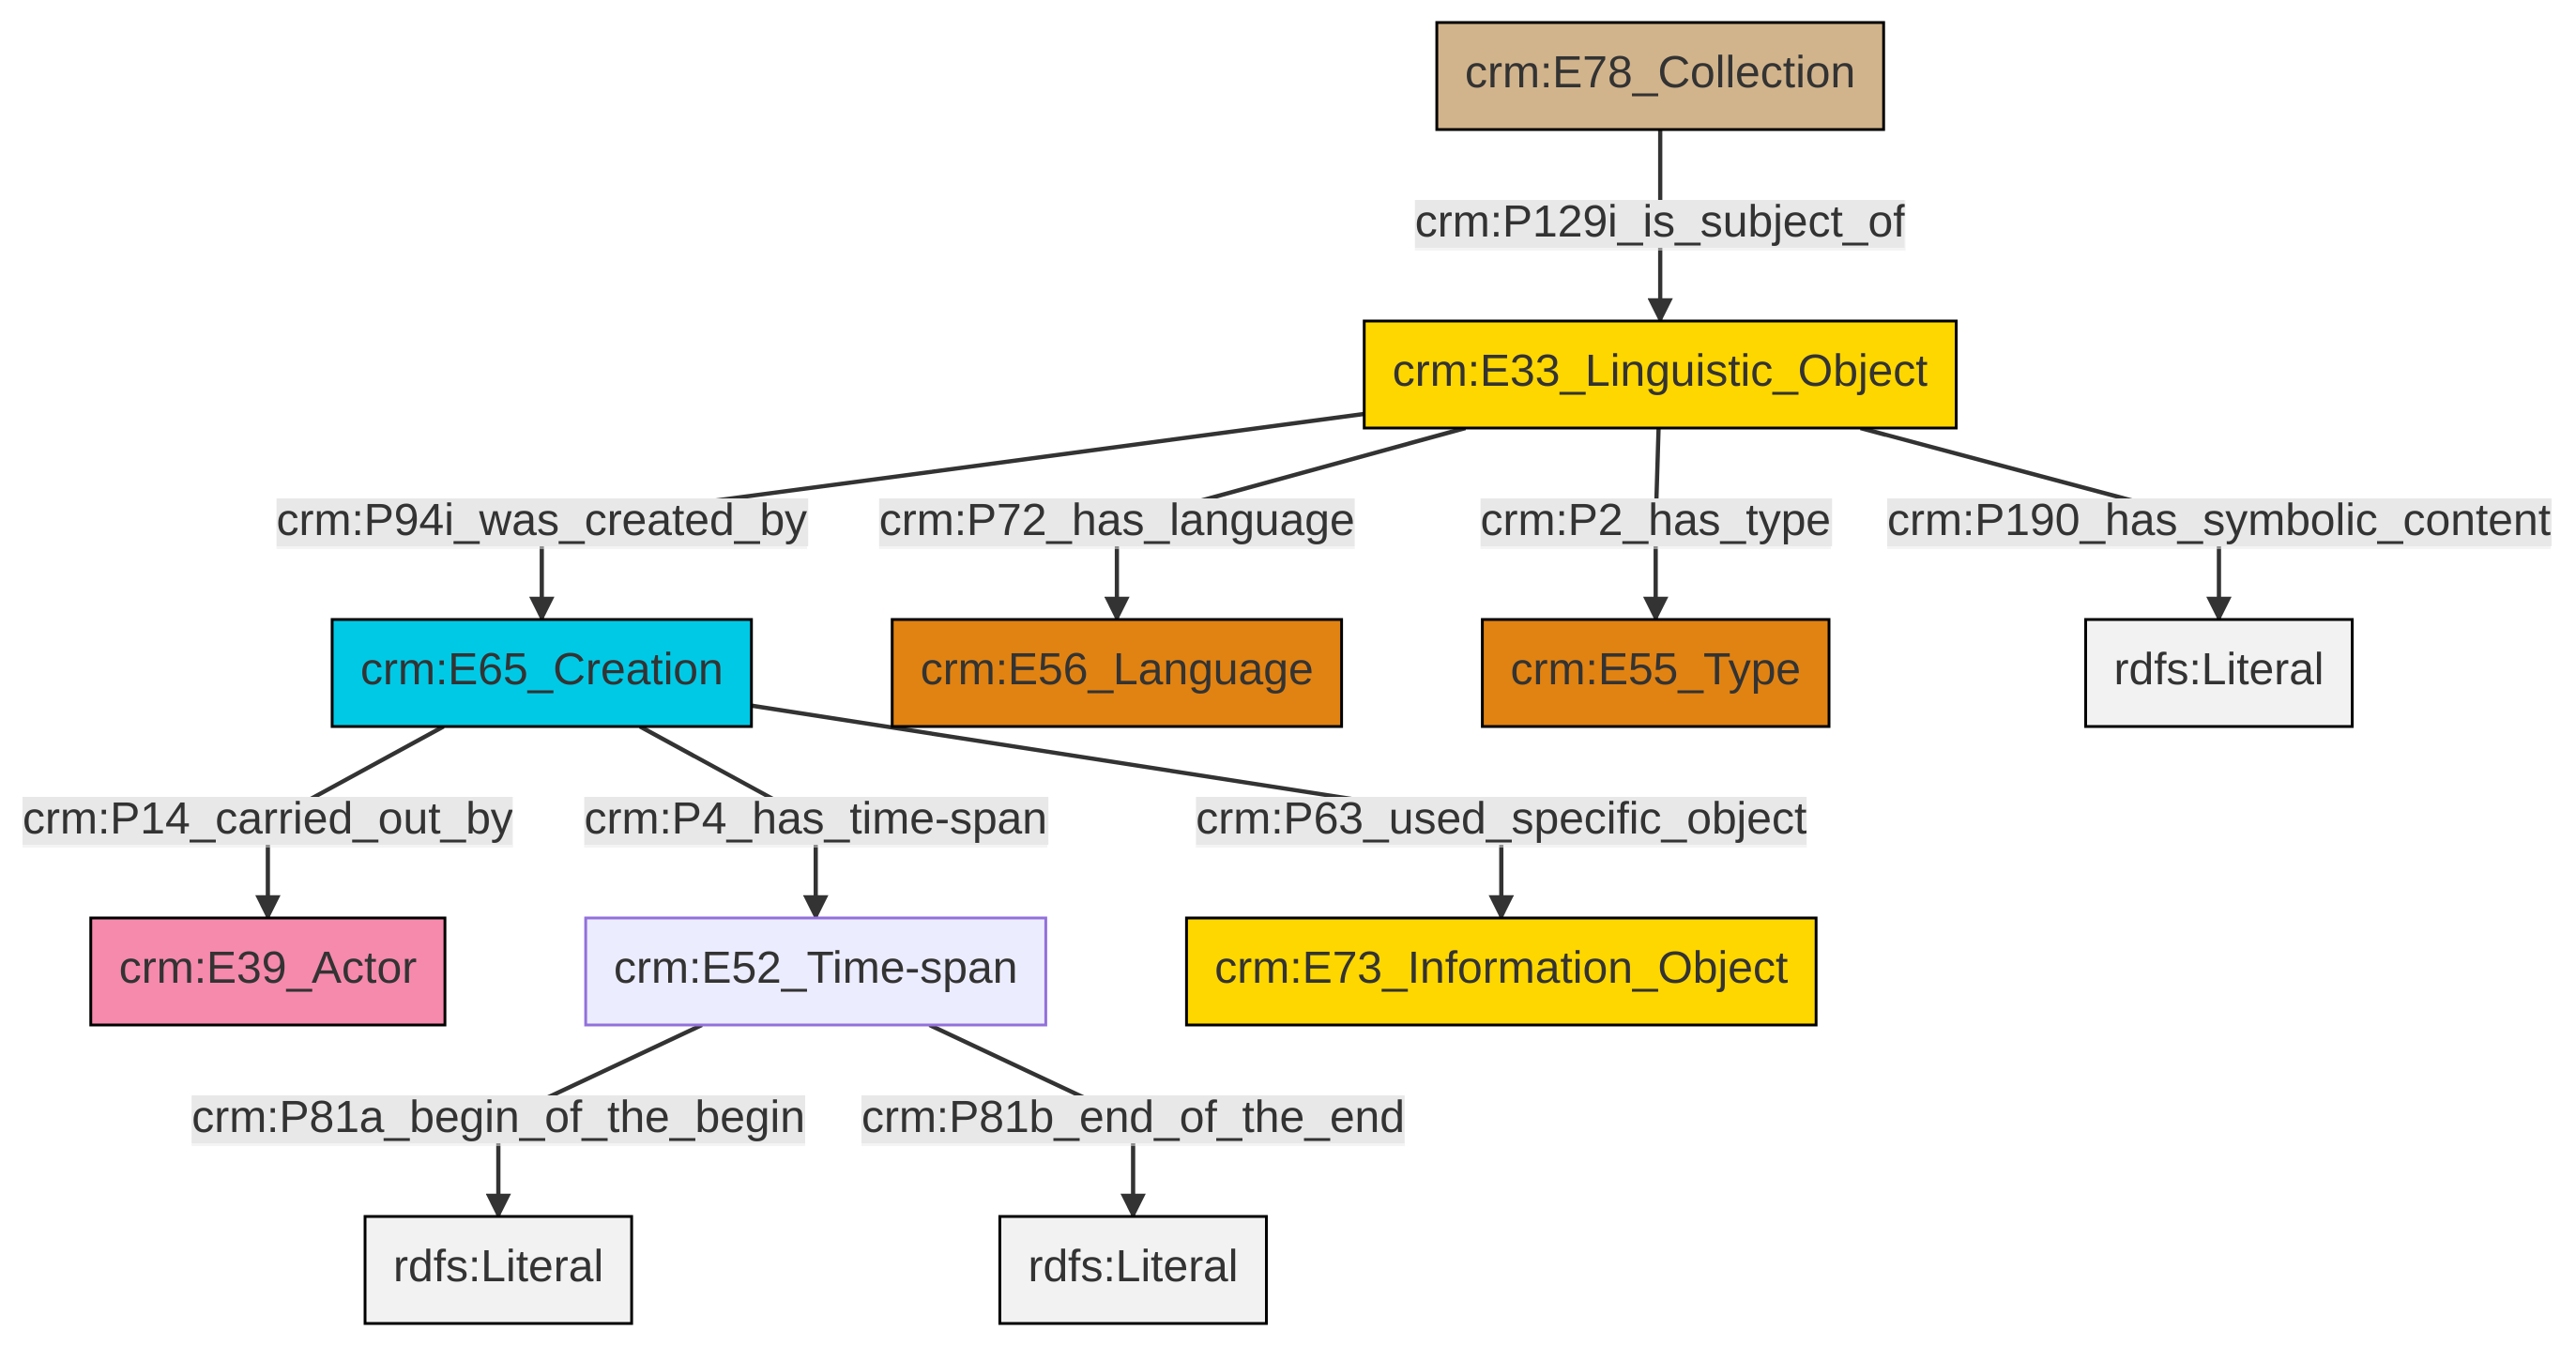 crm:E78_Collection
crm:P129i_is_subject_of
crm:E33_Linguistic_Object
crm:P94i_was_created_by
crm:P72_has_language
crm:P2_has_type
crm:P190_has_symbolic_content
crm:E65_Creation
crm:E56_Language
crm:E55_Type
rdfs:Literal
crm:P14_carried_out_by
crm:P4_has_time-span
crm:P63_used_specific_object
crm:E39_Actor
crm:E52_Time-span
crm:E73_Information_Object
crm:P81a_begin_of_the_begin
crm:P81b_end_of_the_end
rdfs:Literal
rdfs:Literal